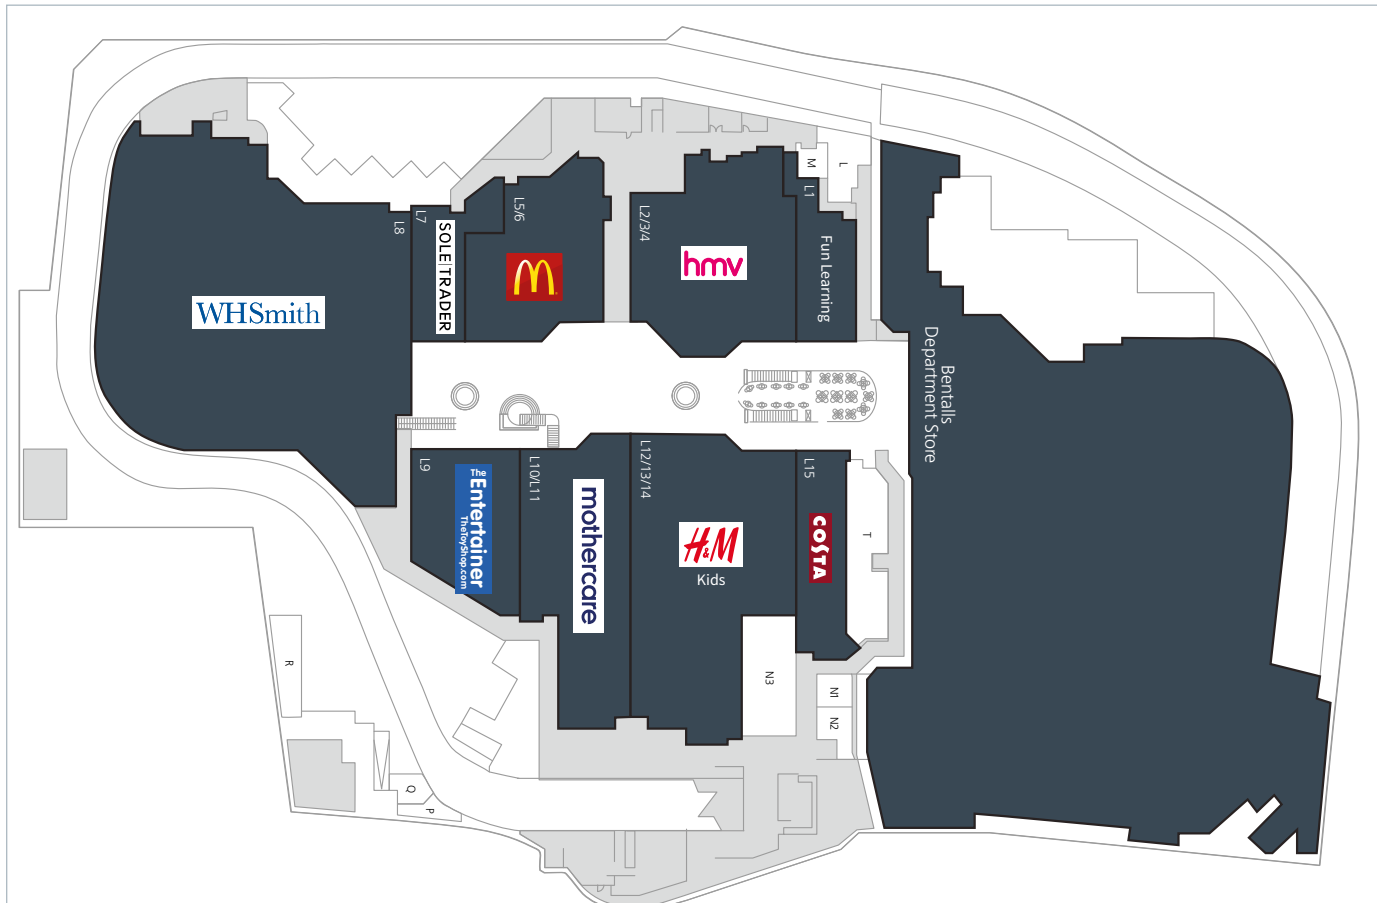 M
L
L1
L5/6
L7
L8
L2/3/4
SOLE|TRADER
M
hmv
Fun Learning
WHSmith
Bentalls
Department Store
L9
L10/L11
L12/13/14
L15
The
Entertainer
TheToyShop.com
mothercare
H&M
Kids
COSTA
T
R
N3
N1
N2
Q
P